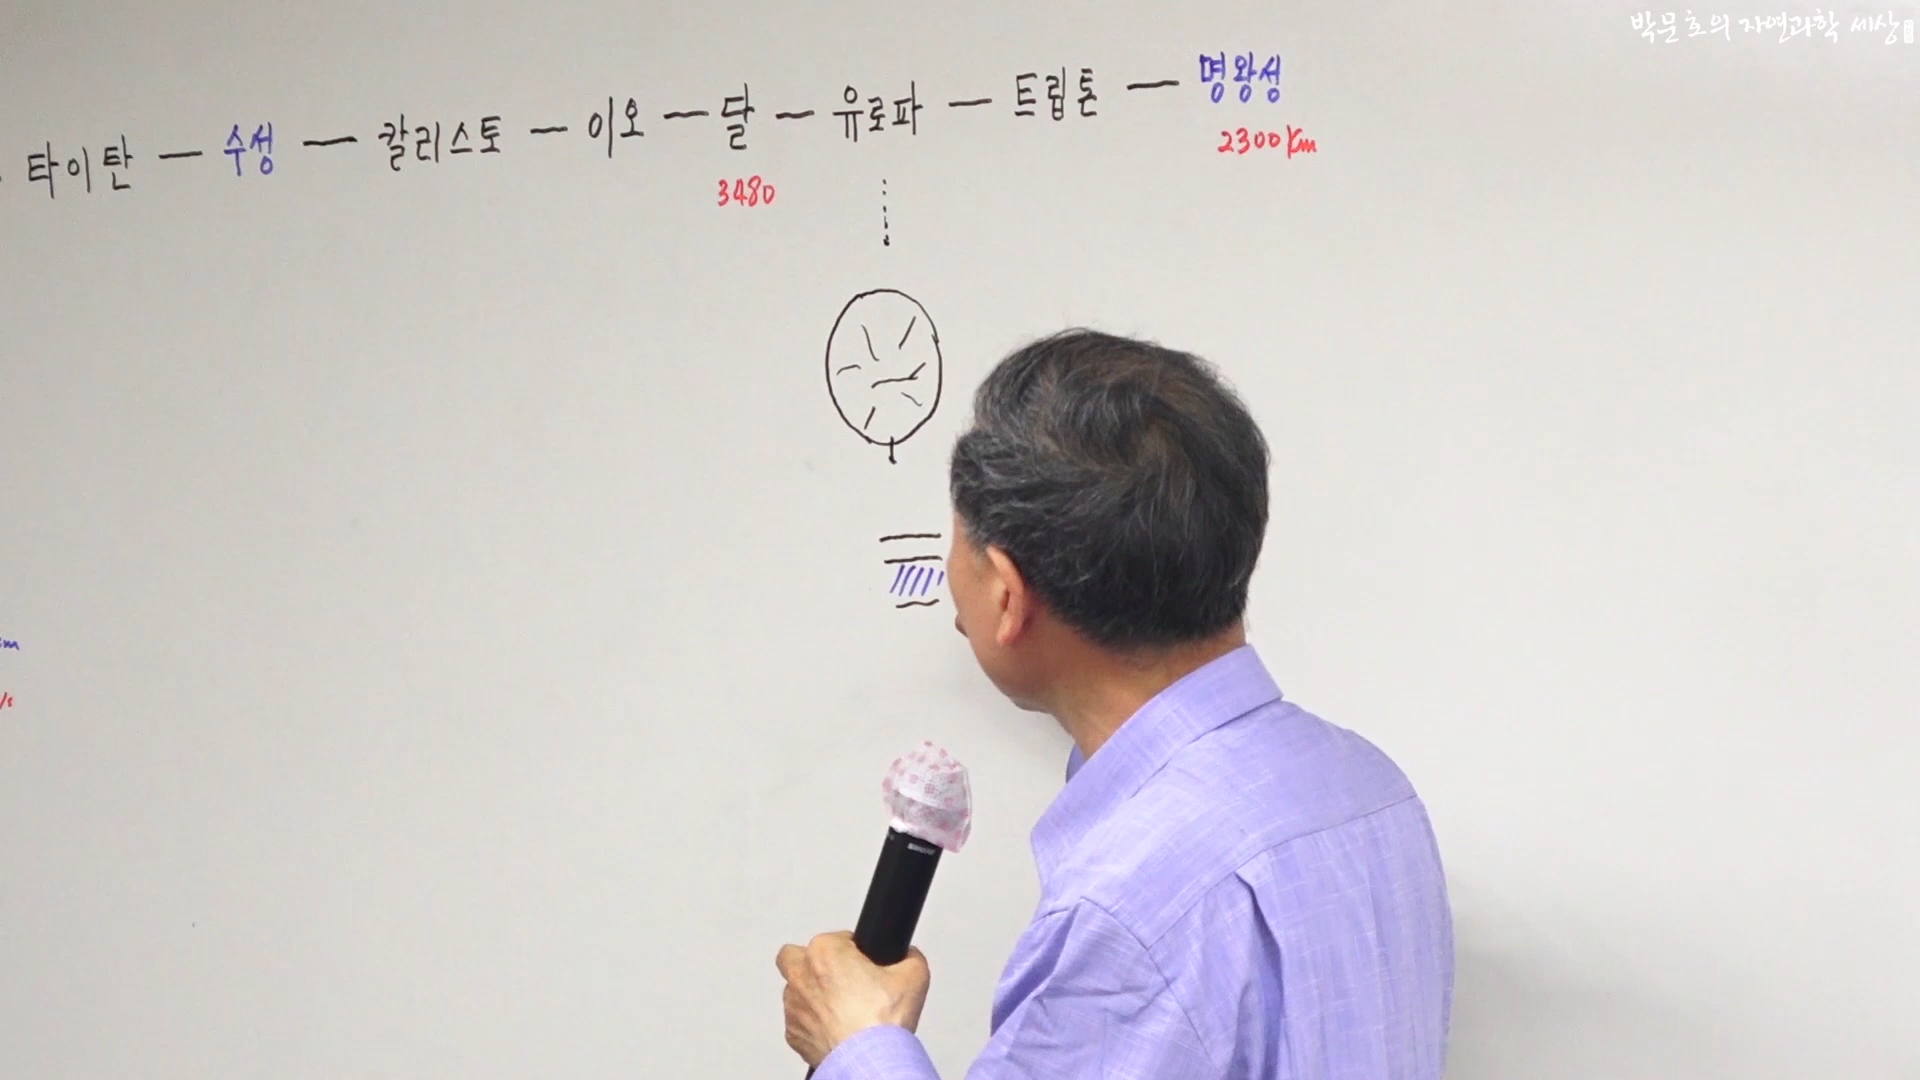 박문호의 자연과학 세상
타이탄 — 수성 — 칼리스토 — 이오 — 달 — 유로파 — 트립톤 — 명왕성
3480
2300Km
/s